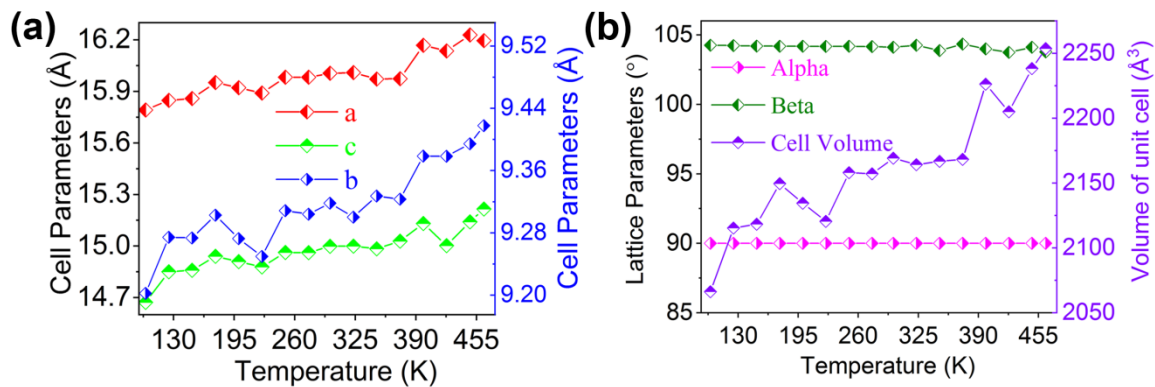 (a)
16.2
15.9
15.6
15.3
15.0
14.7
Cell Parameters (Å)
a
c
b
9.52
9.44
9.36
9.28
9.20
Cell Parameters (Å)
130 195 260 325 390 455
Temperature (K)
(b)
105
100
95
90
85
Lattice Parameters (°)
Alpha
Beta
Cell Volume
2250
2200
2150
2100
2050
Volume of unit cell (Å³)
130 195 260 325 390 455
Temperature (K)